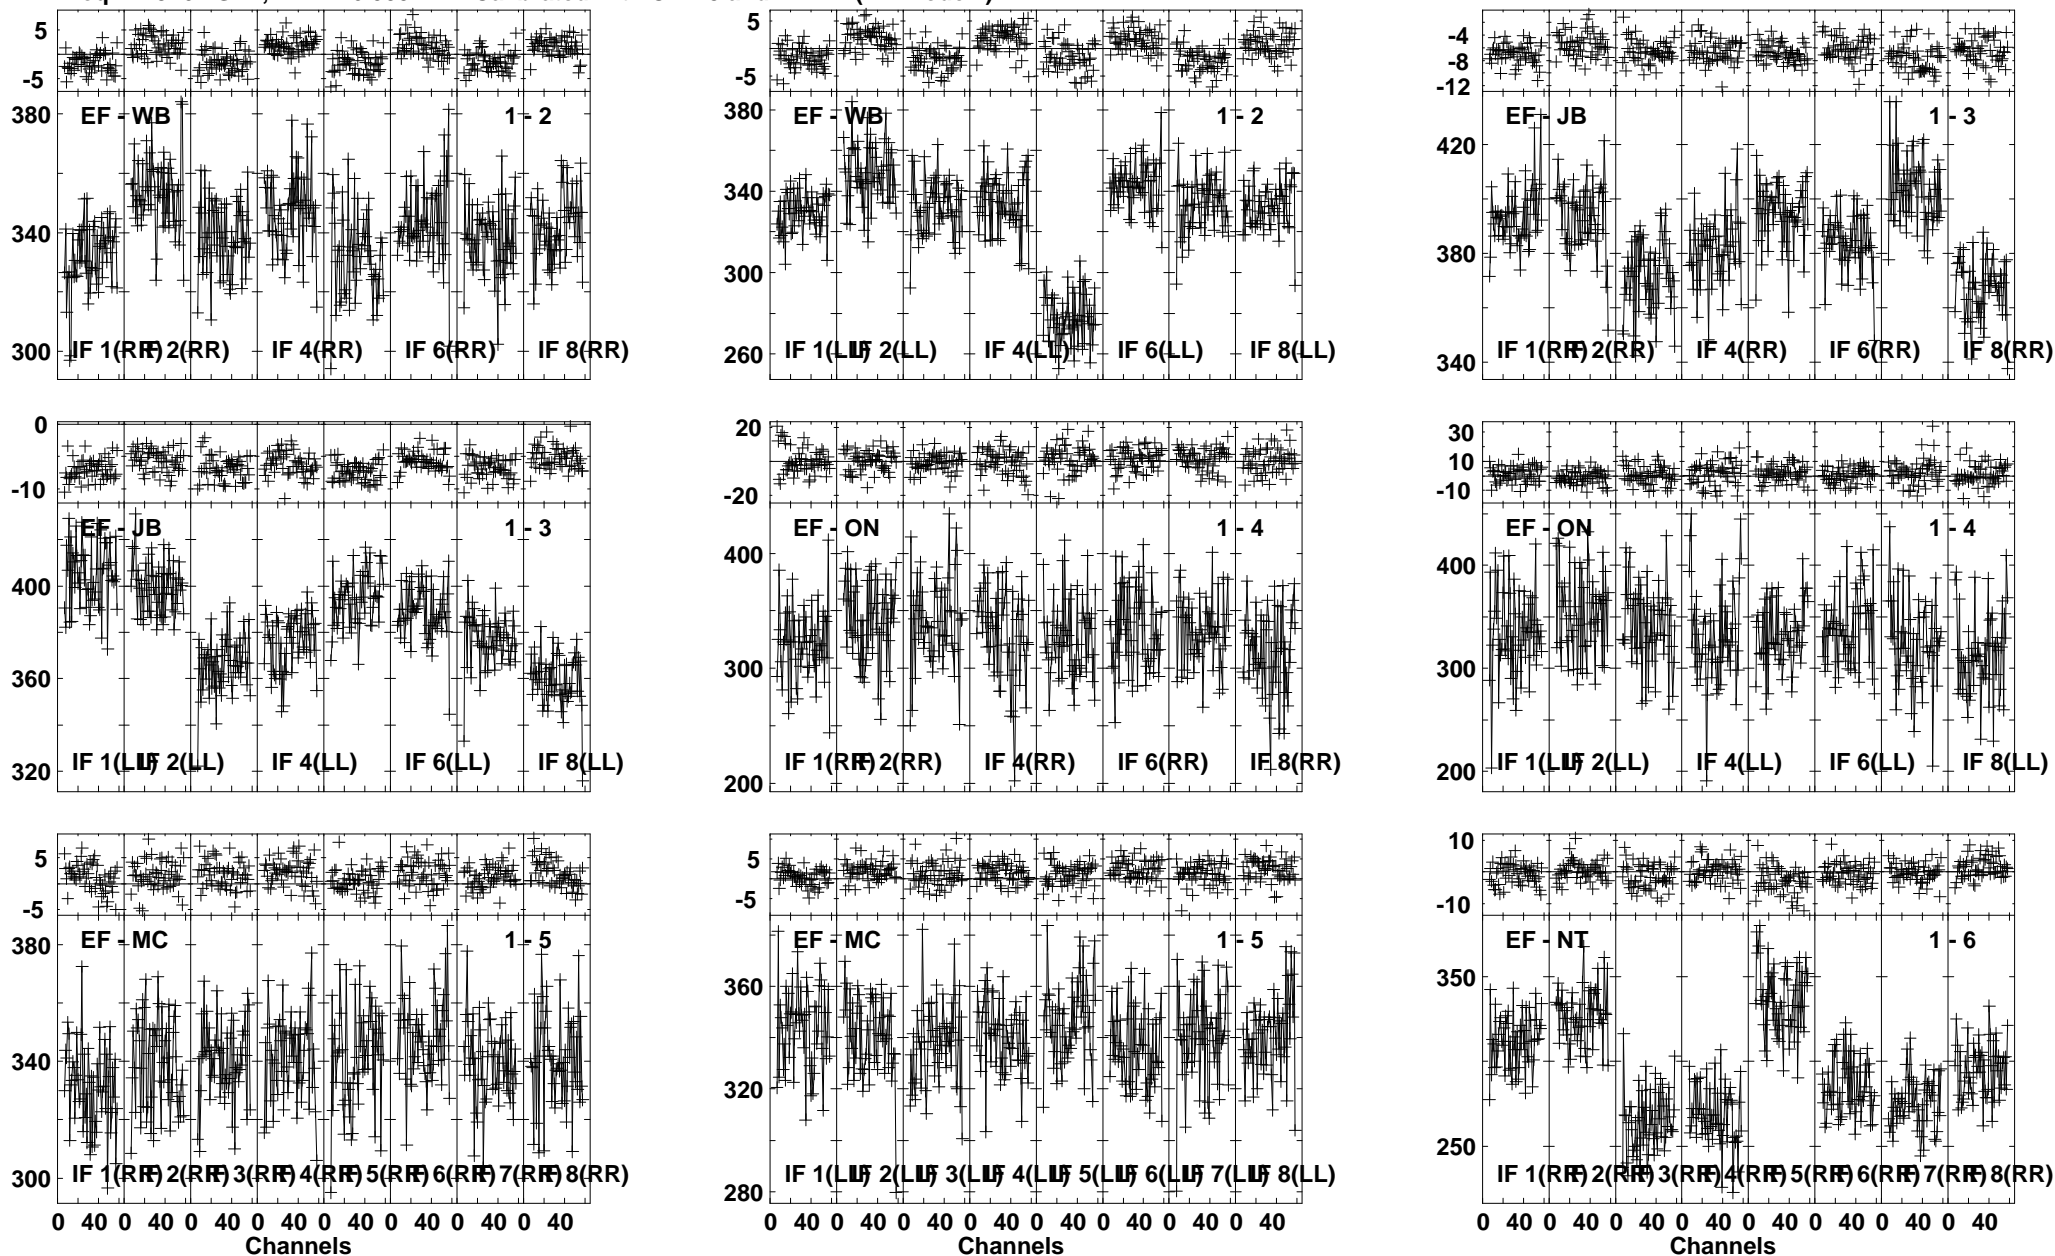 5 5 -4
-5 -5 -8
-12
380 EF - WB 1 - 2 380 EF - WB 1 - 2 EF - JB 1 - 3
420
340 340
300 380
300 IF 1(RR) IF 2(RR) IF 4(RR) IF 6(RR) IF 8(RR) 260 IF 1(LL) IF 2(LL) IF 4(LL) IF 6(LL) IF 8(LL) 340 IF 1(RR) IF 2(RR) IF 4(RR) IF 6(RR) IF 8(RR)
0 20 30
10
-10 -20 -10
EF - JB 1 - 3 EF - ON 1 - 4 EF - ON 1 - 4
400 400 400
360 300 300
320 IF 1(LL) IF 2(LL) IF 4(LL) IF 6(LL) IF 8(LL) 200 IF 1(RR) IF 2(RR) IF 4(RR) IF 6(RR) IF 8(RR) 200 IF 1(LL) IF 2(LL) IF 4(LL) IF 6(LL) IF 8(LL)
5 5 10
-5 -5 -10
380 EF - MC 1 - 5 EF - MC 1 - 5 EF - NT 1 - 6
360 350
340 320 250
300 IF 1(RR) IF 2(RR) IF 3(RR) IF 4(RR) IF 5(RR) IF 6(RR) IF 7(RR) IF 8(RR) 280 IF 1(LL) IF 2(LL) IF 3(LL) IF 4(LL) IF 5(LL) IF 6(LL) IF 7(LL) IF 8(LL) IF 1(RR) IF 2(RR) IF 3(RR) IF 4(RR) IF 5(RR) IF 6(RR) IF 7(RR) IF 8(RR)
0 40 0 40 0 40 0 40 0 40 0 40 0 40 0 40 0 40 0 40 0 40 0 40 0 40 0 40 0 40 0 40 0 40 0 40 0 40 0 40 0 40 0 40 0 40 0 40
Channels Channels Channels